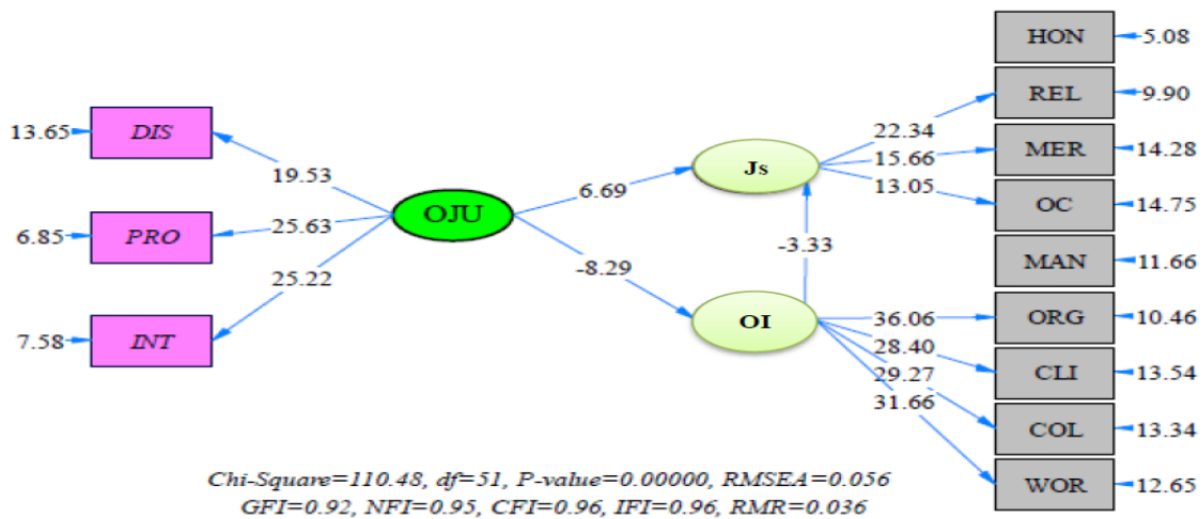 HON
5.08
REL
9.90
DIS
13.65
22.34
MER
14.28
15.66
Js
19.53
6.69
13.05
OC
14.75
OJU
PRO
6.85
25.63
-3.33
MAN
11.66
25.22
-8.29
OI
36.06
ORG
10.46
INT
7.58
28.40
29.27
CLI
13.54
31.66
COL
13.34
WOR
12.65
Chi-Square=110.48, df=51, P-value=0.00000, RMSEA=0.056
GFI=0.92, NFI=0.95, CFI=0.96, IFI=0.96, RMR=0.036